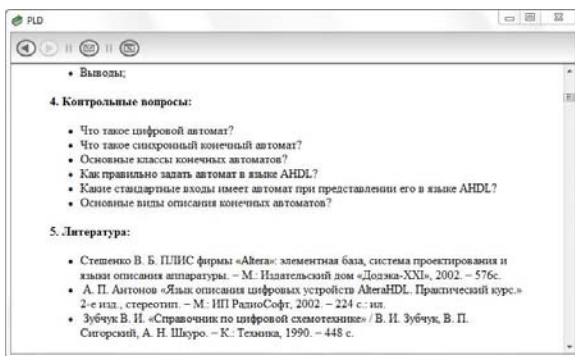 PLD
• Выводы;
4. Контрольные вопросы:
• Что такое цифровой автомат?
• Что такое синхронный конечный автомат?
• Основные классы конечных автоматов?
• Как правильно задать автомат в языке AHDL?
• Какие стандартные входы имеет автомат при представлении его в языке AHDL?
• Основные виды описания конечных автоматов?
5. Литература:
• Стешенко В. Б. ПЛИС фирмы «Altera»: элементная база, система проектирования и
языки описания аппаратуры. – М.: Издательский дом «Додэка-XXI», 2002. – 576с.
• А. П. Антонов «Язык описания цифровых устройств AlteraHDL. Практический курс.»
2-е изд., стереотип. – М.: ИП РадиоСофт, 2002. – 224 с.: ил.
• Зубчук В. И. «Справочник по цифровой схемотехнике» / В. И. Зубчук, В. П.
Сигорский, А. Н. Шкуро. – К.: Техника, 1990. – 448 с.